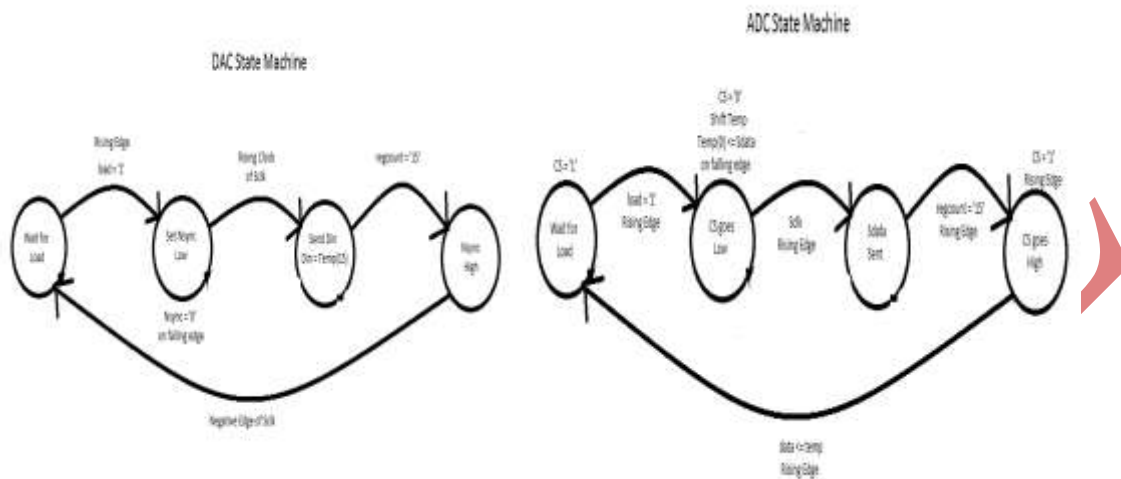 DAC State Machine
Rising Edge
load = '1'
Rising Clock
of Sclk
regcount = '15'
Wait for
Load
Set Nsync
Low
Send Din
Din = Temp(15)
Nsync
High
Nsync = '0'
on falling edge
Negative Edge of Sclk
ADC State Machine
CS = '0'
Shift Temp
Temp(0) <= Sdata
on falling edge
CS = '1'
load = '1'
Rising Edge
Sclk
Rising Edge
regcount = '15'
Rising Edge
CS = '1'
Rising Edge
Wait for
Load
CS goes
Low
Sdata
Sent
CS goes
High
data <= temp
Rising Edge